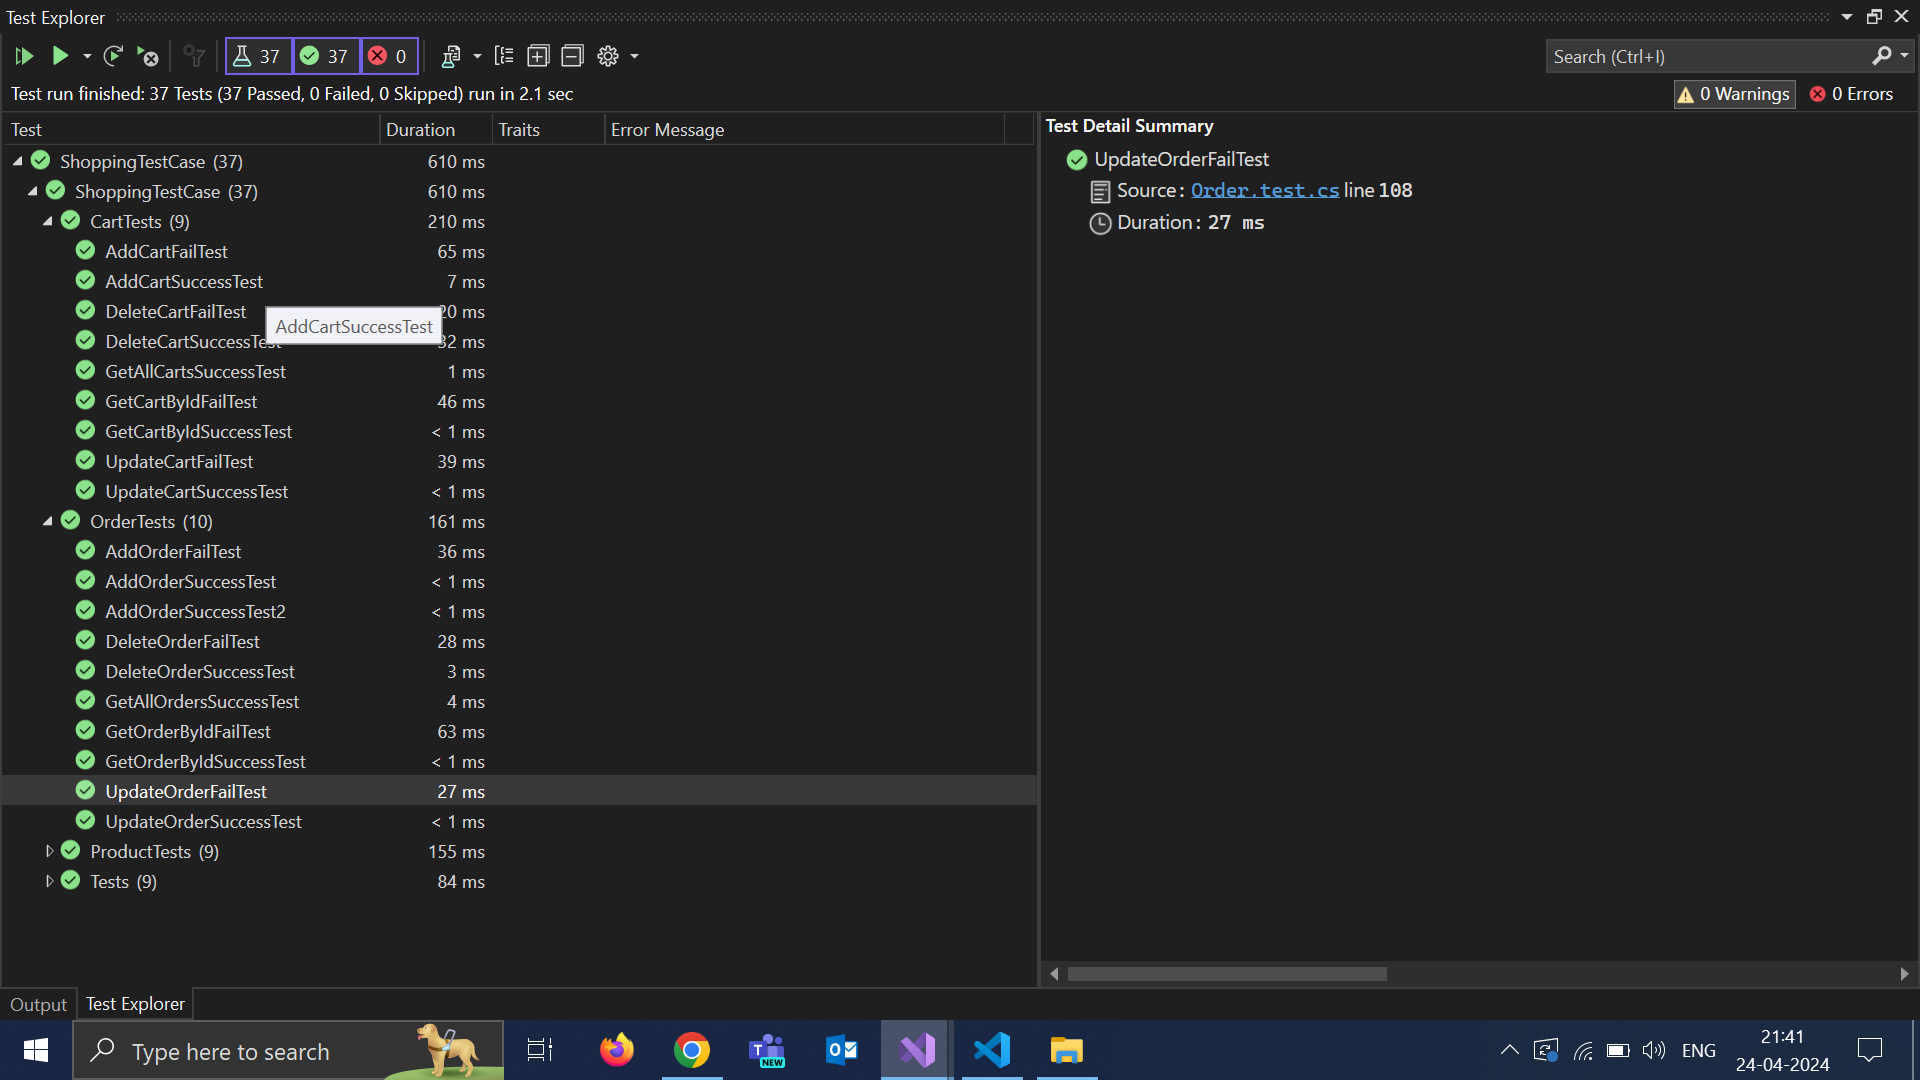 Test Explorer
37 37 0
Search (Ctrl+I)
Test run finished: 37 Tests (37 Passed, 0 Failed, 0 Skipped) run in 2.1 sec
0 Warnings 0 Errors
Test Duration Traits Error Message
ShoppingTestCase (37) 610 ms
ShoppingTestCase (37) 610 ms
CartTests (9) 210 ms
AddCartFailTest 65 ms
AddCartSuccessTest 7 ms
DeleteCartFailTest 20 ms
AddCartSuccessTest
DeleteCartSuccessTest 32 ms
GetAllCartsSuccessTest 1 ms
GetCartByIdFailTest 46 ms
GetCartByIdSuccessTest < 1 ms
UpdateCartFailTest 39 ms
UpdateCartSuccessTest < 1 ms
OrderTests (10) 161 ms
AddOrderFailTest 36 ms
AddOrderSuccessTest < 1 ms
AddOrderSuccessTest2 < 1 ms
DeleteOrderFailTest 28 ms
DeleteOrderSuccessTest 3 ms
GetAllOrdersSuccessTest 4 ms
GetOrderByIdFailTest 63 ms
GetOrderByIdSuccessTest < 1 ms
UpdateOrderFailTest 27 ms
UpdateOrderSuccessTest < 1 ms
ProductTests (9) 155 ms
Tests (9) 84 ms
Test Detail Summary
UpdateOrderFailTest
Source: Order.test.cs line 108
Duration: 27 ms
Output Test Explorer
Type here to search
NEW
ENG
21:41
24-04-2024